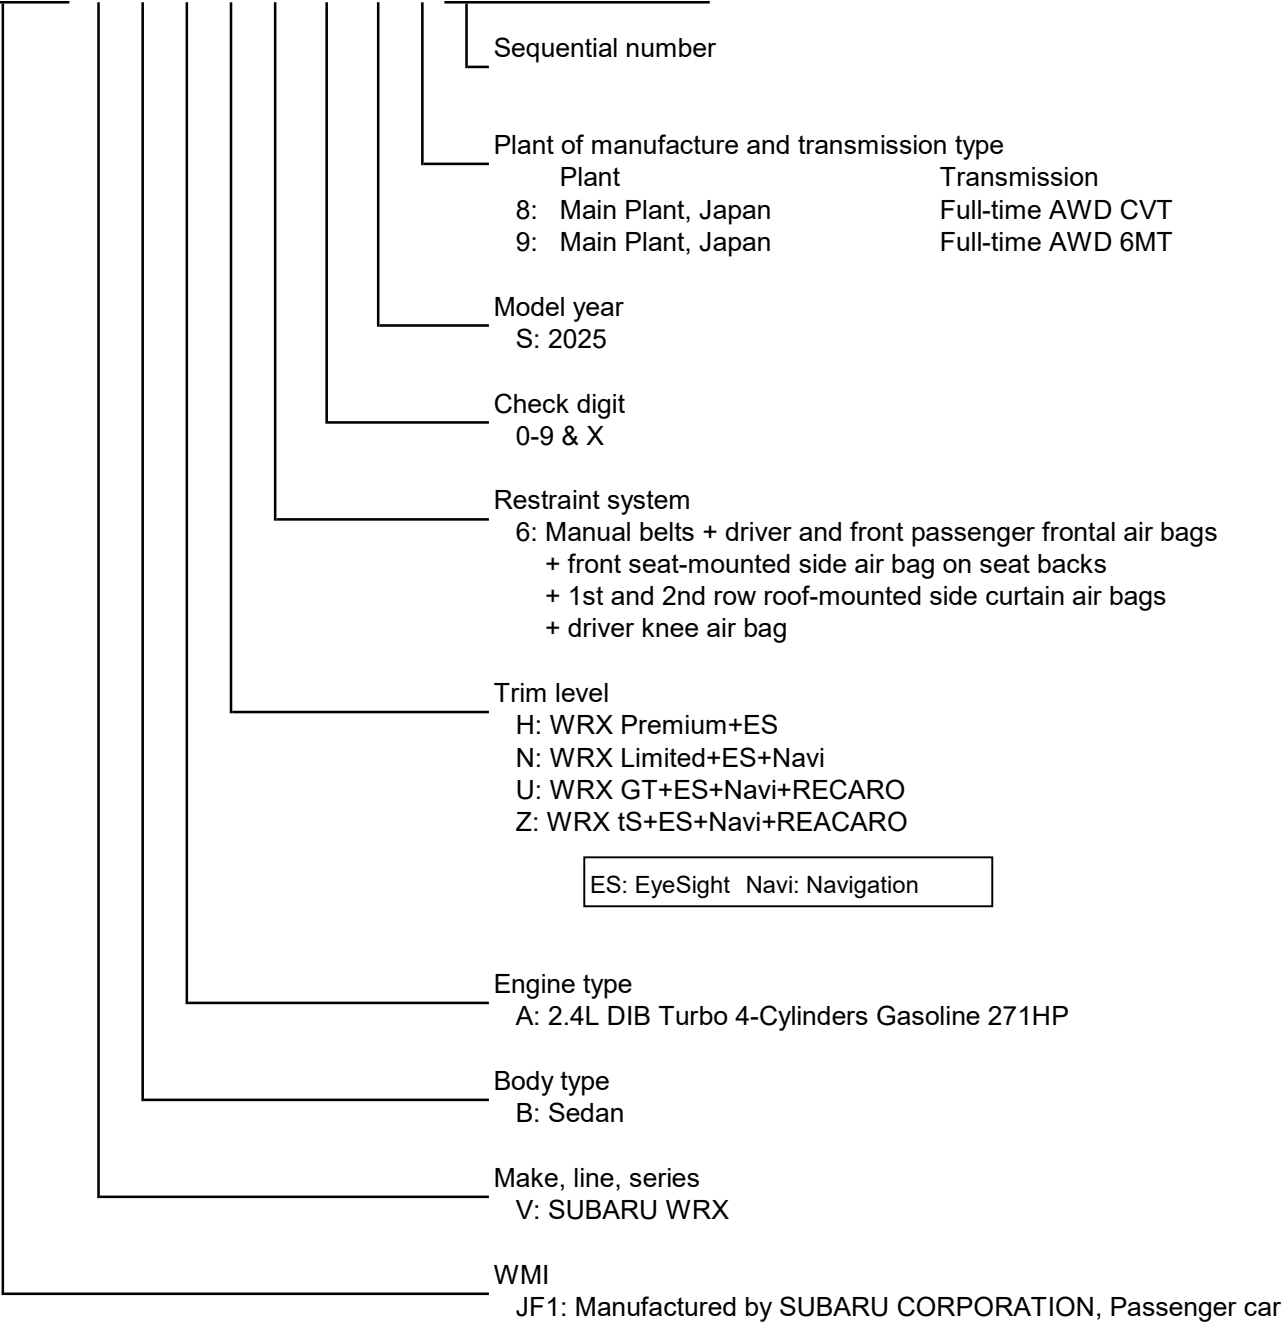 Sequential number
Plant of manufacture and transmission type
Plant Transmission
8: Main Plant, Japan Full-time AWD CVT
9: Main Plant, Japan Full-time AWD 6MT
Model year
S: 2025
Check digit
0-9 & X
Restraint system
6: Manual belts + driver and front passenger frontal air bags
+ front seat-mounted side air bag on seat backs
+ 1st and 2nd row roof-mounted side curtain air bags
+ driver knee air bag
Trim level
H: WRX Premium+ES
N: WRX Limited+ES+Navi
U: WRX GT+ES+Navi+RECARO
Z: WRX tS+ES+Navi+REACARO
ES: EyeSight Navi: Navigation
Engine type
A: 2.4L DIB Turbo 4-Cylinders Gasoline 271HP
Body type
B: Sedan
Make, line, series
V: SUBARU WRX
WMI
JF1: Manufactured by SUBARU CORPORATION, Passenger car